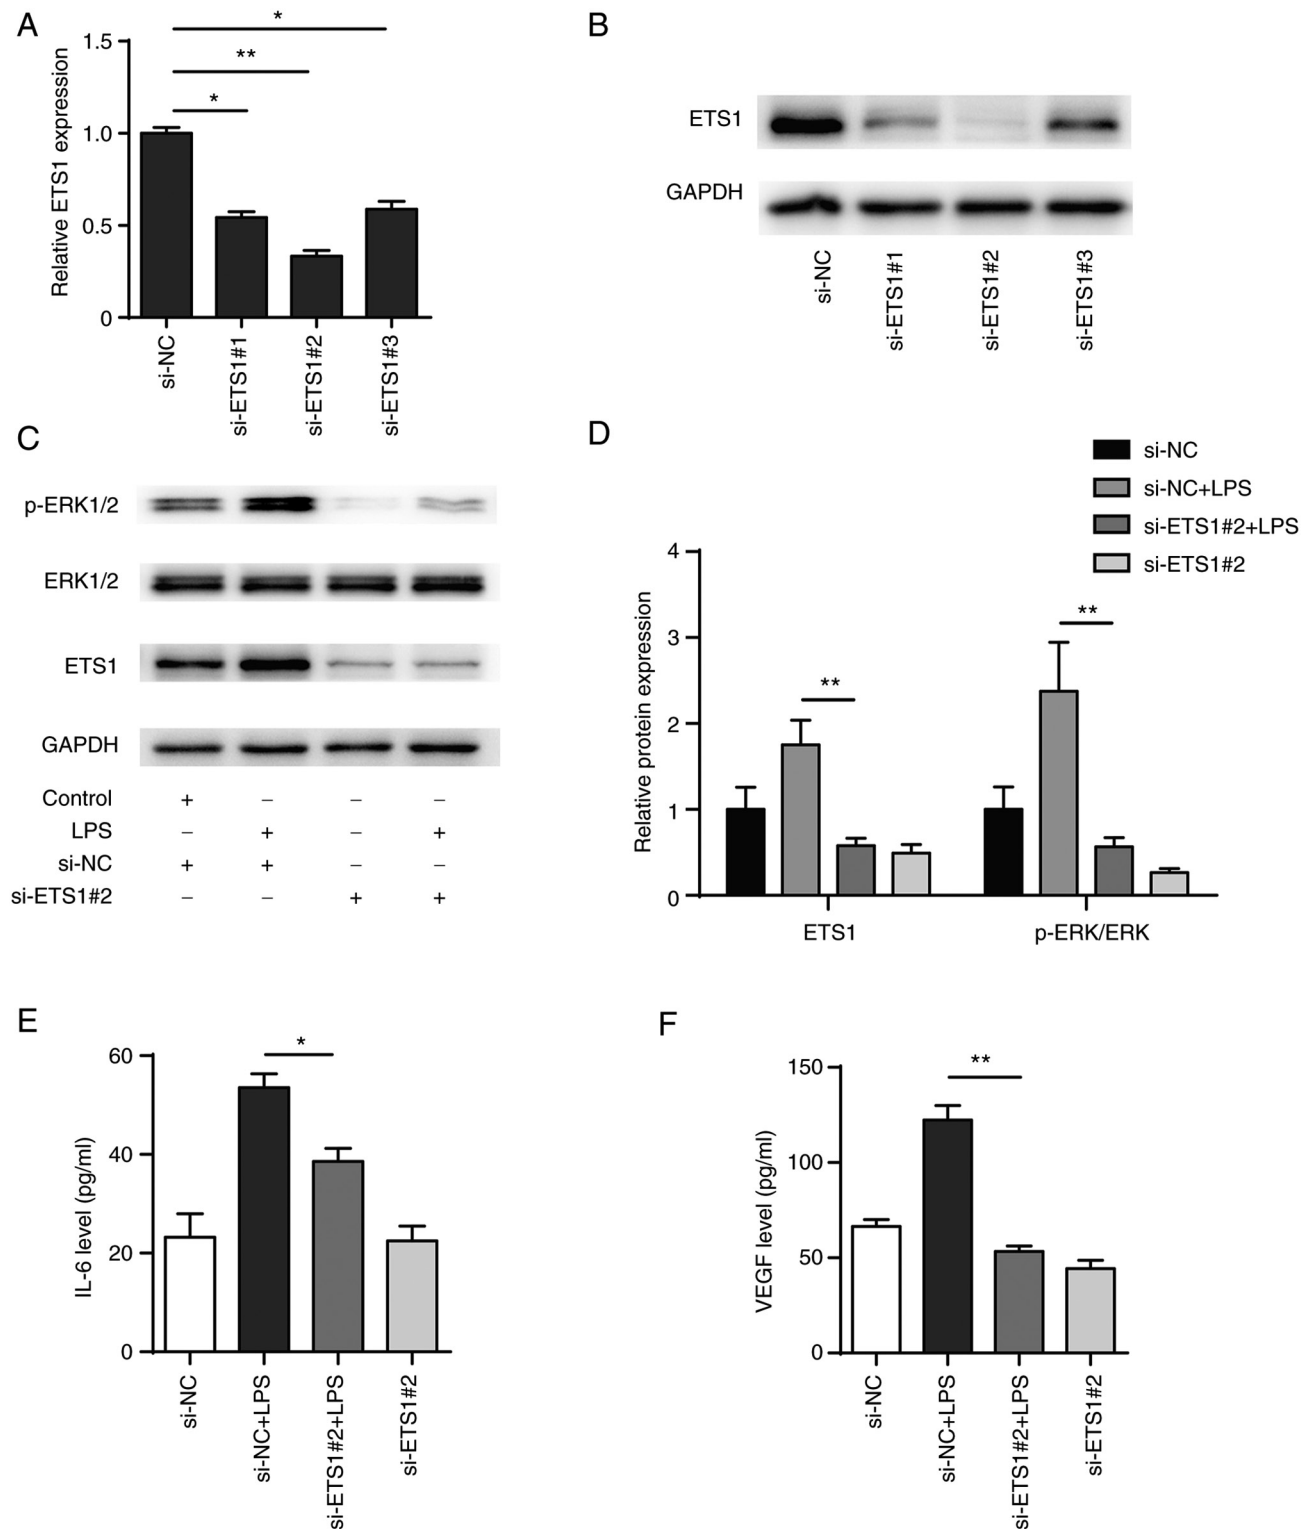 A
*
**
*
1.5
1.0
0.5
0
Relative ETS1 expression
si-NC
si-ETS1#1
si-ETS1#2
si-ETS1#3
B
ETS1
GAPDH
si-NC
si-ETS1#1
si-ETS1#2
si-ETS1#3
C
p-ERK1/2
ERK1/2
ETS1
GAPDH
Control + – – –
LPS – + – +
si-NC + + – –
si-ETS1#2 – – + +
D
si-NC
si-NC+LPS
si-ETS1#2+LPS
si-ETS1#2
4
3
2
1
0
Relative protein expression
**
**
ETS1
p-ERK/ERK
E
60
40
20
0
IL-6 level (pg/ml)
*
si-NC
si-NC+LPS
si-ETS1#2+LPS
si-ETS1#2
F
150
100
50
0
VEGF level (pg/ml)
**
si-NC
si-NC+LPS
si-ETS1#2+LPS
si-ETS1#2